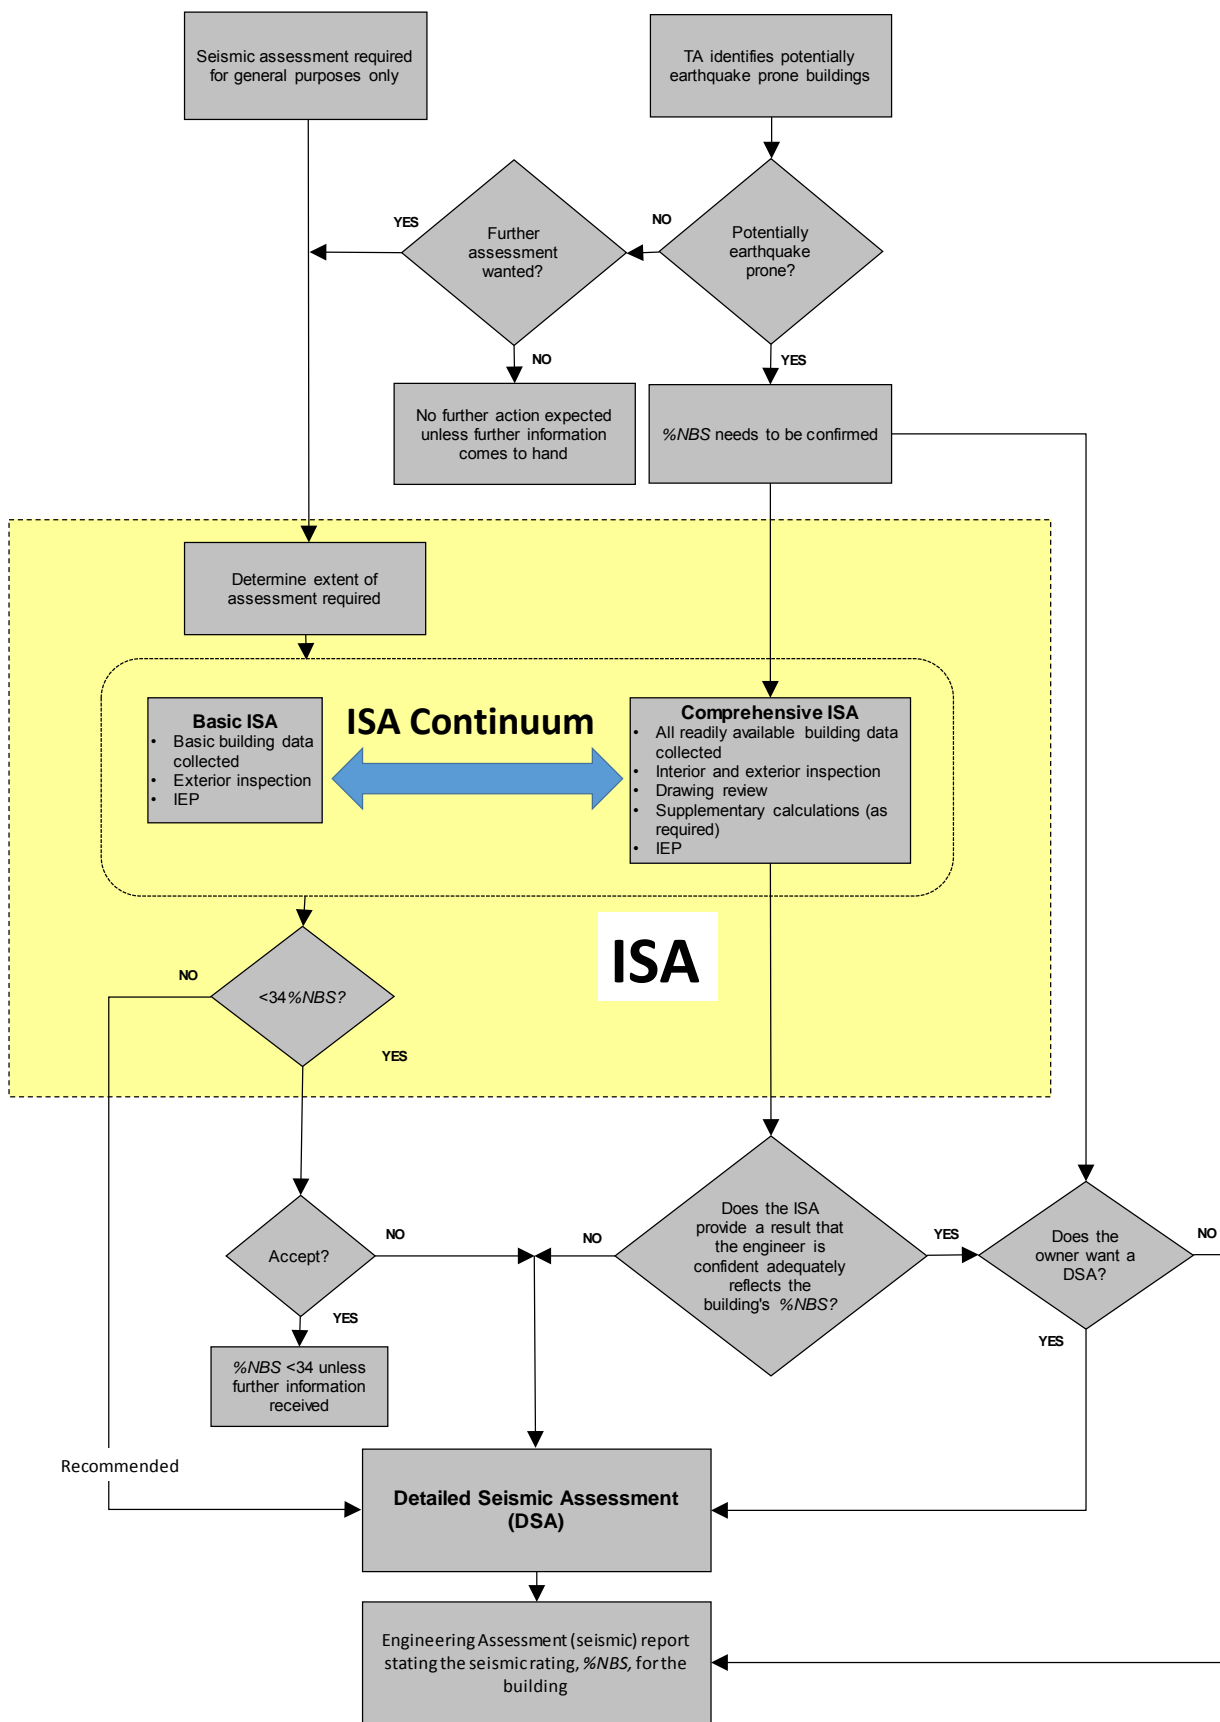 Seismic assessment required
for general purposes only
TA identifies potentially
earthquake prone buildings
YES
Further
assessment
wanted?
NO
Potentially
earthquake
prone?
NO
YES
No further action expected
unless further information
comes to hand
%NBS needs to be confirmed
Determine extent of
assessment required
Basic ISA
• Basic building data
collected
• Exterior inspection
• IEP
ISA Continuum
Comprehensive ISA
• All readily available building data
collected
• Interior and exterior inspection
• Drawing review
• Supplementary calculations (as
required)
• IEP
ISA
NO
<34%NBS?
YES
Accept?
NO
YES
NO
Does the ISA
provide a result that
the engineer is
confident adequately
reflects the
building's %NBS?
YES
Does the
owner want a
DSA?
NO
YES
%NBS <34 unless
further information
received
Recommended
Detailed Seismic Assessment
(DSA)
Engineering Assessment (seismic) report
stating the seismic rating, %NBS, for the
building